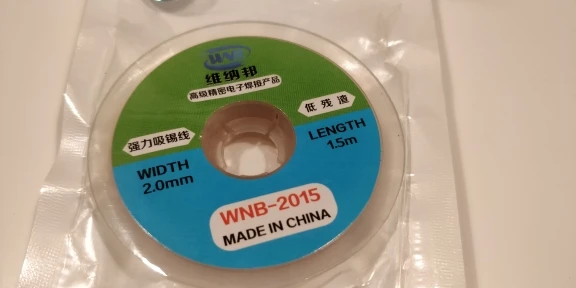 维纳邦
高级精密电子焊接产品
强力吸锡线
低残渣
WIDTH
2.0mm
LENGTH
1.5m
WNB-2015
MADE IN CHINA